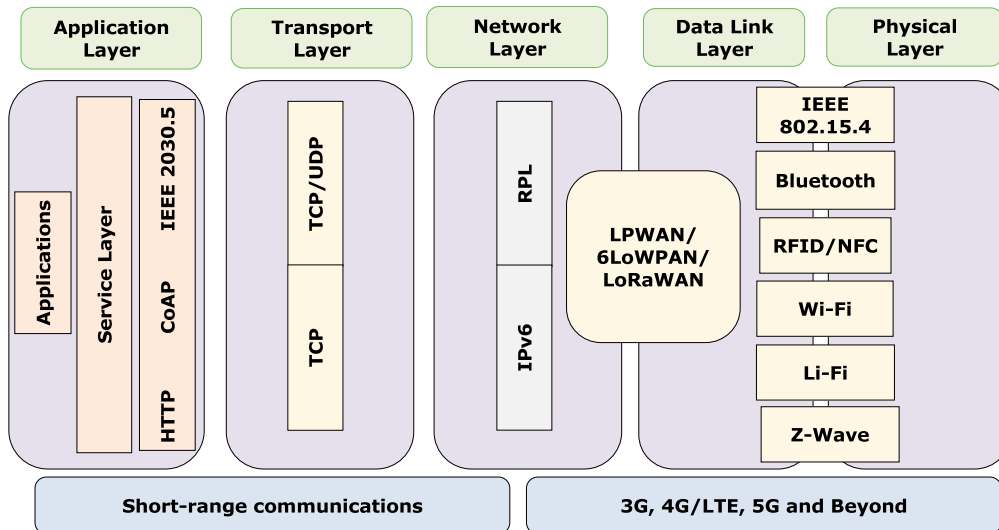 Application
Layer
Transport
Layer
Network
Layer
Data Link
Layer
Physical
Layer
Applications
Service Layer
IEEE 2030.5
CoAP
HTTP
TCP/UDP
TCP
RPL
IPv6
LPWAN/
6LoWPAN/
LoRaWAN
IEEE
802.15.4
Bluetooth
RFID/NFC
Wi-Fi
Li-Fi
Z-Wave
Short-range communications
3G, 4G/LTE, 5G and Beyond